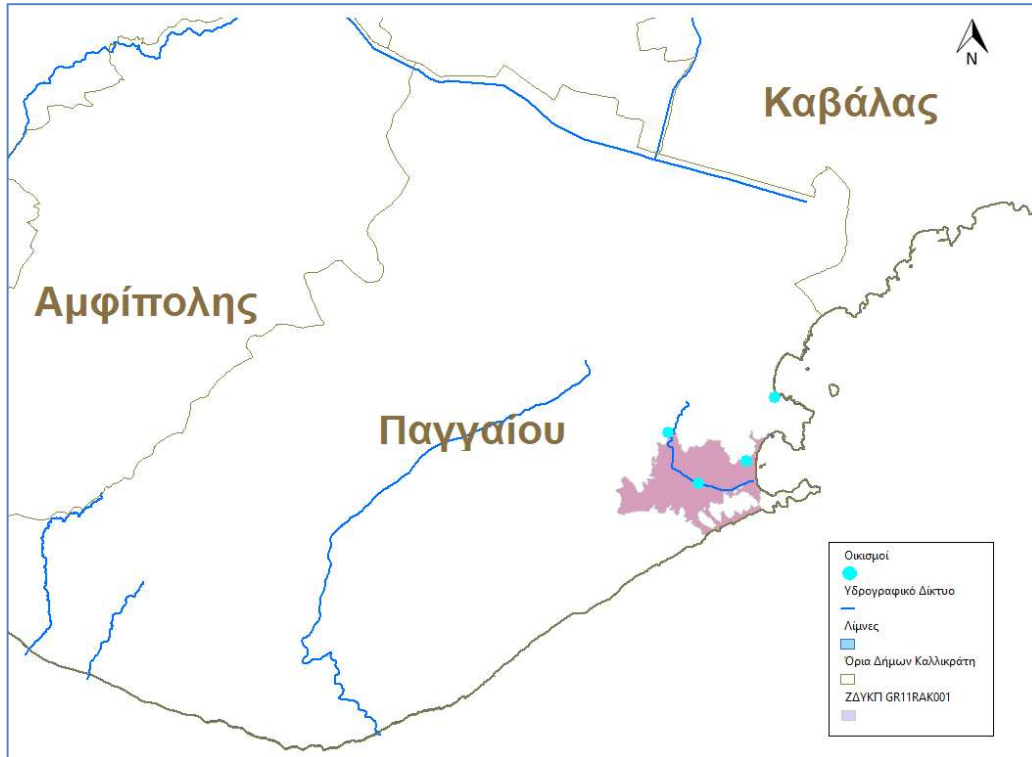 N
Καβάλας
Αμφίπολης
Παγγαίου
Οικισμοί
Υδρογραφικό Δίκτυο
Λίμνες
Όρια Δήμων Καλλικράτη
ΖΔΥΚΠ GR11RAK001